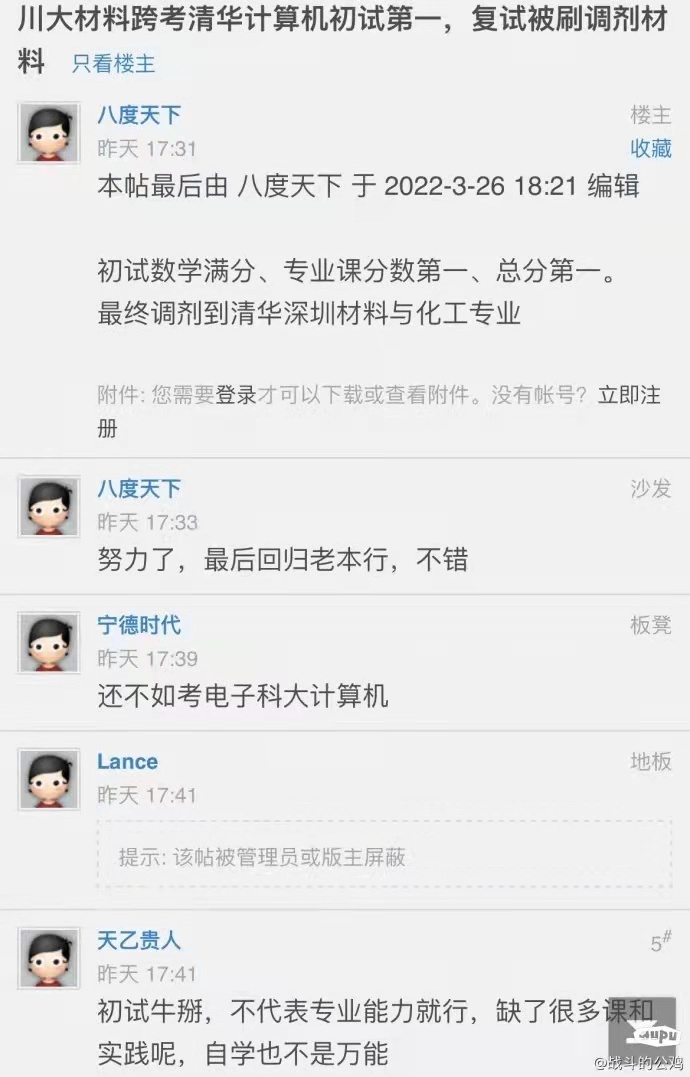 川大材料跨考清华计算机初试第一，复试被刷调剂材
料 只看楼主
八度天下 楼主
昨天 17:31 收藏
本帖最后由 八度天下 于 2022-3-26 18:21 编辑
初试数学满分、专业课分数第一、总分第一。
最终调剂到清华深圳材料与化工专业
附件: 您需要登录才可以下载或查看附件。没有帐号？立即注
册
八度天下 沙发
昨天 17:33
努力了，最后回归老本行，不错
宁德时代 板凳
昨天 17:39
还不如考电子科大计算机
Lance 地板
昨天 17:41
提示: 该帖被管理员或版主屏蔽
天乙贵人 5#
昨天 17:41
初试牛掰，不代表专业能力就行，缺了很多课和
实践呢，自学也不是万能
mupu
@战斗的公鸡